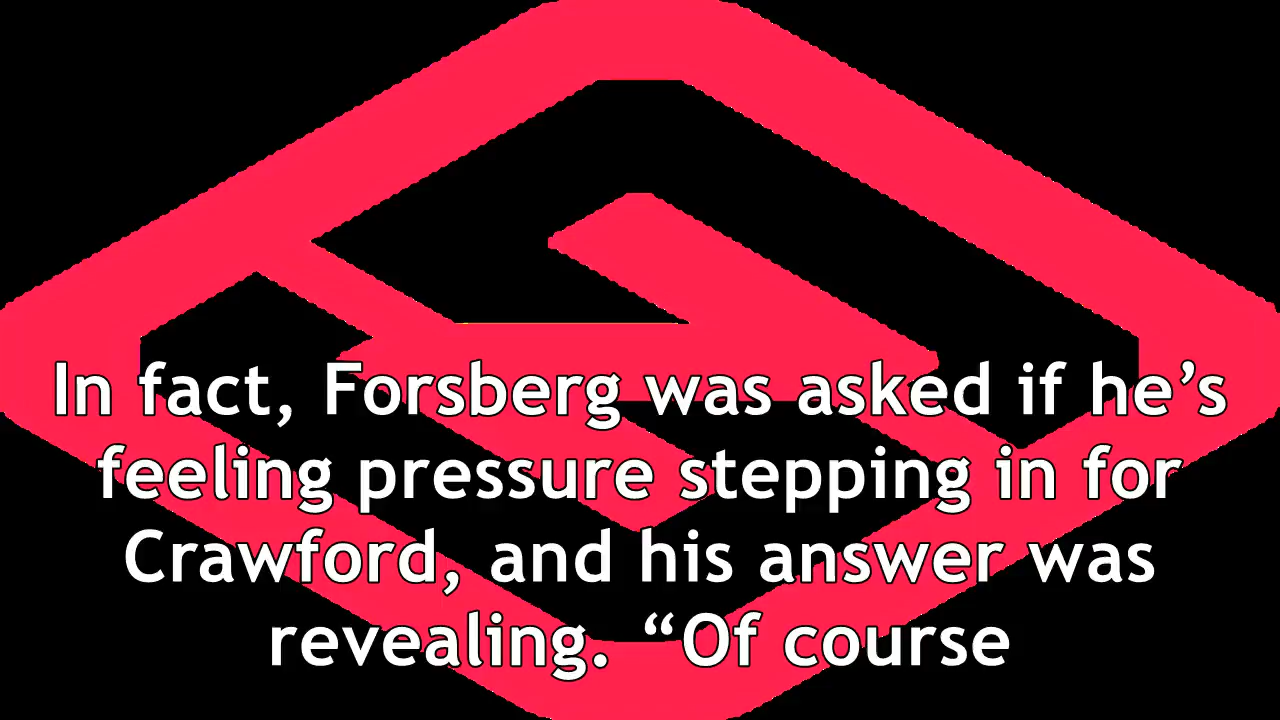 In fact, Forsberg was asked if he’s
feeling pressure stepping in for
Crawford, and his answer was
revealing.  “Of course